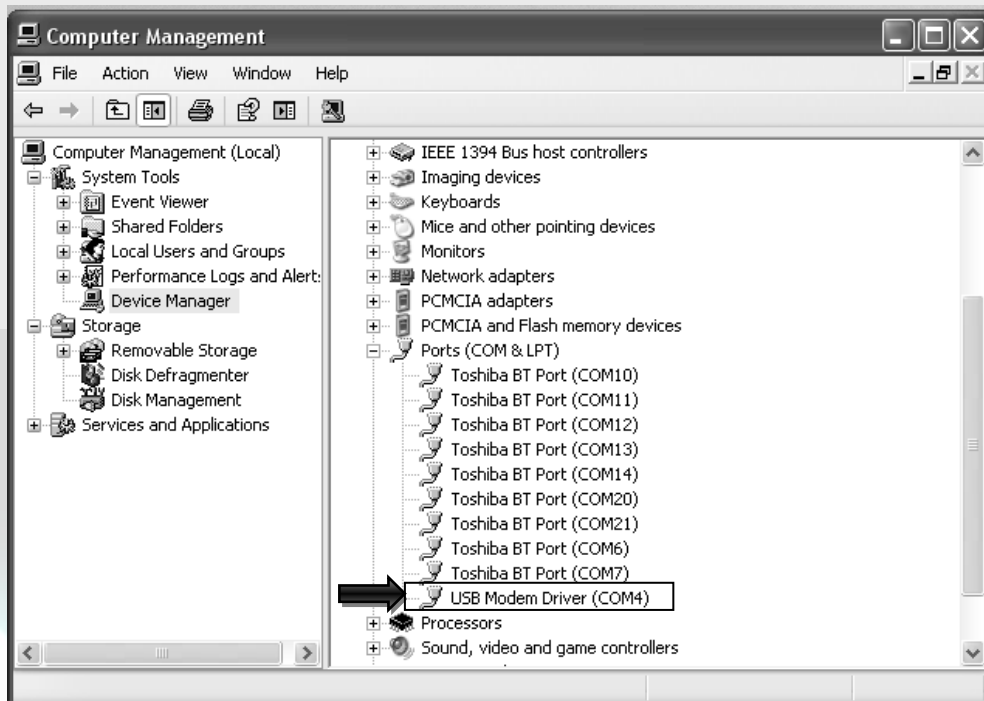 Computer Management
File Action View Window Help
Computer Management (Local)
System Tools
Event Viewer
Shared Folders
Local Users and Groups
Performance Logs and Alert:
Device Manager
Storage
Removable Storage
Disk Defragmenter
Disk Management
Services and Applications
IEEE 1394 Bus host controllers
Imaging devices
Keyboards
Mice and other pointing devices
Monitors
Network adapters
PCMCIA adapters
PCMCIA and Flash memory devices
Ports (COM & LPT)
Toshiba BT Port (COM10)
Toshiba BT Port (COM11)
Toshiba BT Port (COM12)
Toshiba BT Port (COM13)
Toshiba BT Port (COM14)
Toshiba BT Port (COM20)
Toshiba BT Port (COM21)
Toshiba BT Port (COM6)
Toshiba BT Port (COM7)
USB Modem Driver (COM4)
Processors
Sound, video and game controllers